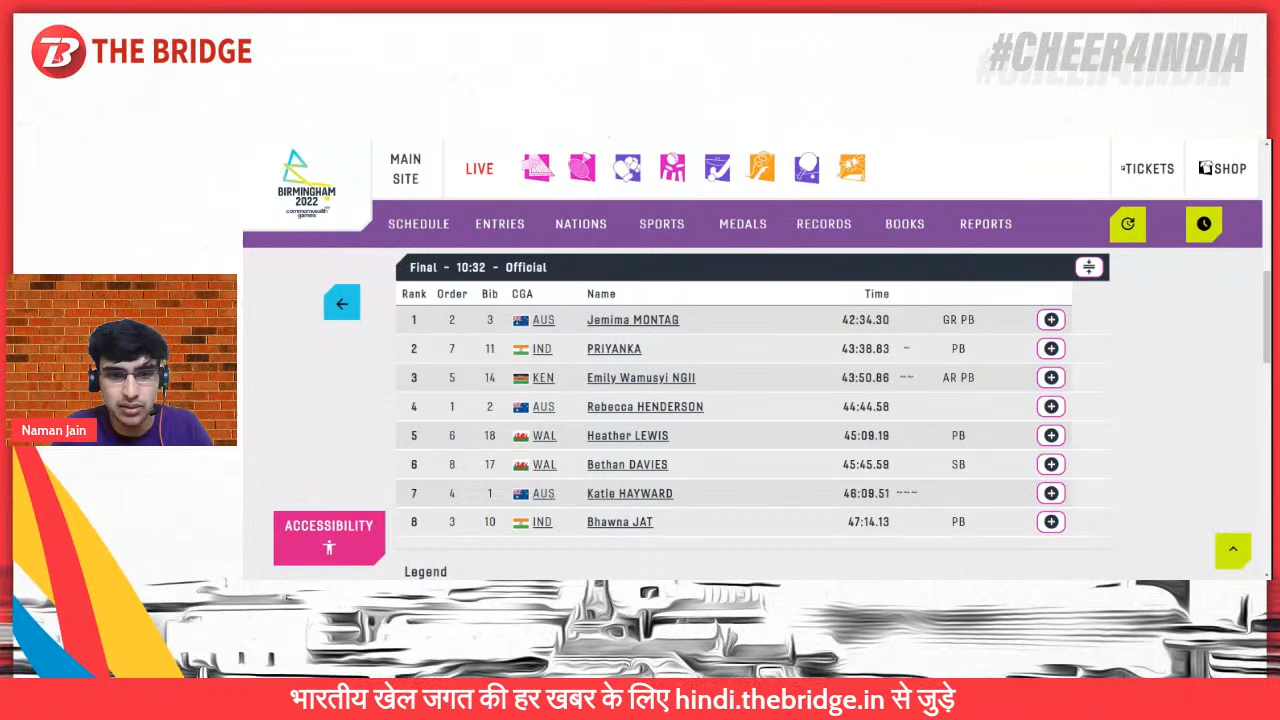 THE BRIDGE
#CHEER4INDIA
BIRMINGHAM
2022
commonwealth
games
MAIN
SITE
LIVE
TICKETS
SHOP
SCHEDULE ENTRIES NATIONS SPORTS MEDALS RECORDS BOOKS REPORTS
Final - 10:32 - Official
Rank Order Bib CGA Name Time
1 2 3 AUS Jemima MONTAG 42:34.30 GR PB
2 7 11 IND PRIYANKA 43:38.83 ~ PB
3 5 14 KEN Emily Wamusyi NGII 43:50.86 ~~ AR PB
4 1 2 AUS Rebecca HENDERSON 44:44.58
5 6 18 WAL Heather LEWIS 45:09.19 PB
6 8 17 WAL Bethan DAVIES 45:45.59 SB
7 4 1 AUS Katie HAYWARD 46:09.51 ~~~
8 3 10 IND Bhawna JAT 47:14.13 PB
Legend
ACCESSIBILITY
Naman Jain
भारतीय खेल जगत की हर खबर के लिए hindi.thebridge.in से जुड़े